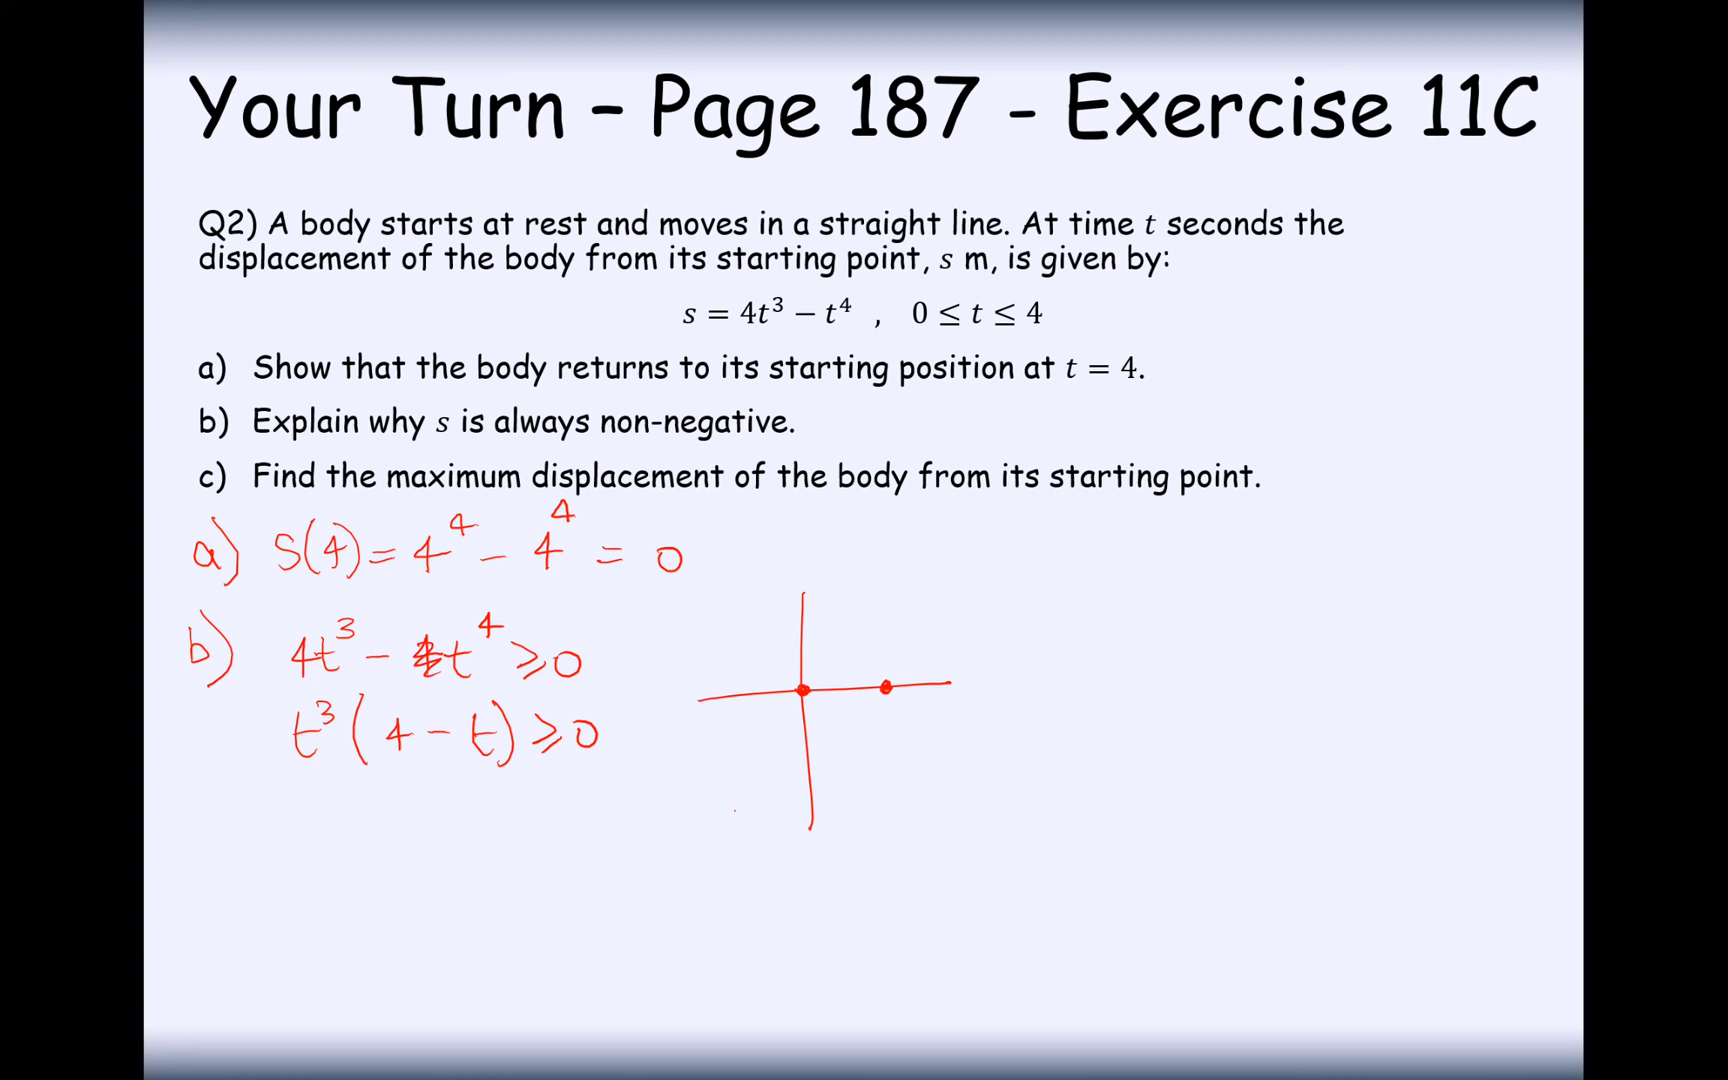 Your Turn – Page 187 - Exercise 11C
Q2) A body starts at rest and moves in a straight line. At time t seconds the
displacement of the body from its starting point, s m, is given by:
s = 4t³ − t⁴ , 0 ≤ t ≤ 4
a) Show that the body returns to its starting position at t = 4.
b) Explain why s is always non-negative.
c) Find the maximum displacement of the body from its starting point.
a) S(4) = 4⁴ − 4⁴ = 0
b) 4t³ − t⁴ ⩾ 0
t³(4 − t) ⩾ 0